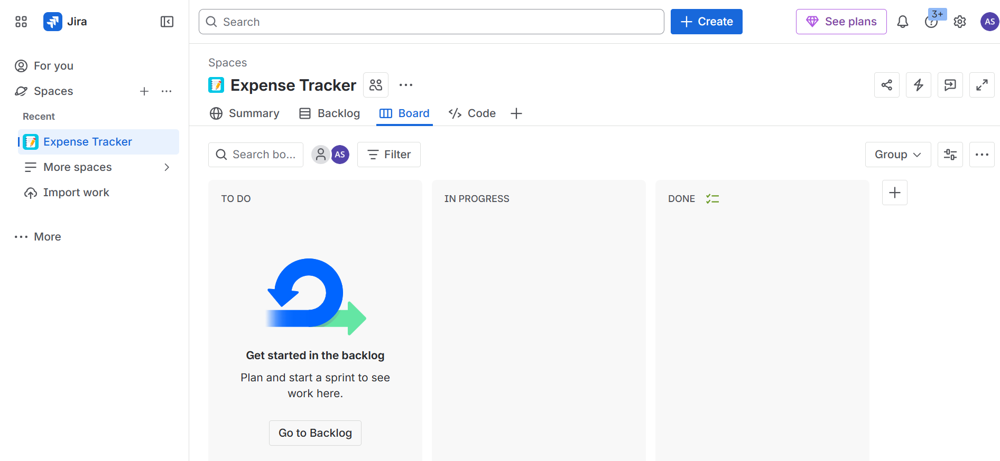 Jira
Search
Create
See plans
3+
AS
For you
Spaces
Recent
Expense Tracker
More spaces
Import work
More
Spaces
Expense Tracker
Summary
Backlog
Board
Code
Search bo...
AS
Filter
Group
TO DO
IN PROGRESS
DONE
Get started in the backlog
Plan and start a sprint to see
work here.
Go to Backlog